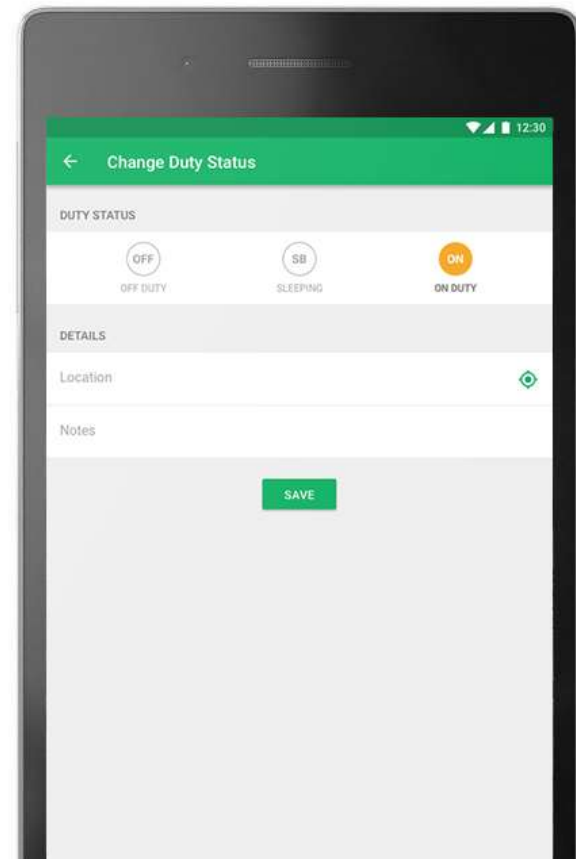 12:30
Change Duty Status
DUTY STATUS
OFF SB ON
OFF DUTY SLEEPING ON DUTY
DETAILS
Location
Notes
SAVE